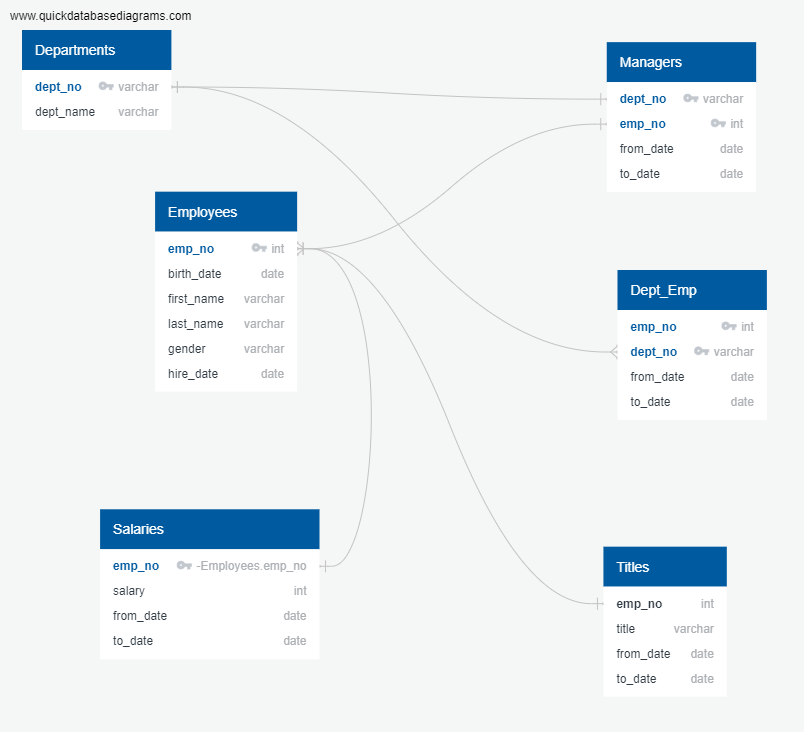 www.quickdatabasediagrams.com
Departments
dept_no varchar
dept_name varchar
Managers
dept_no varchar
emp_no int
from_date date
to_date date
Employees
emp_no int
birth_date date
first_name varchar
last_name varchar
gender varchar
hire_date date
Dept_Emp
emp_no int
dept_no varchar
from_date date
to_date date
Salaries
emp_no -Employees.emp_no
salary int
from_date date
to_date date
Titles
emp_no int
title varchar
from_date date
to_date date